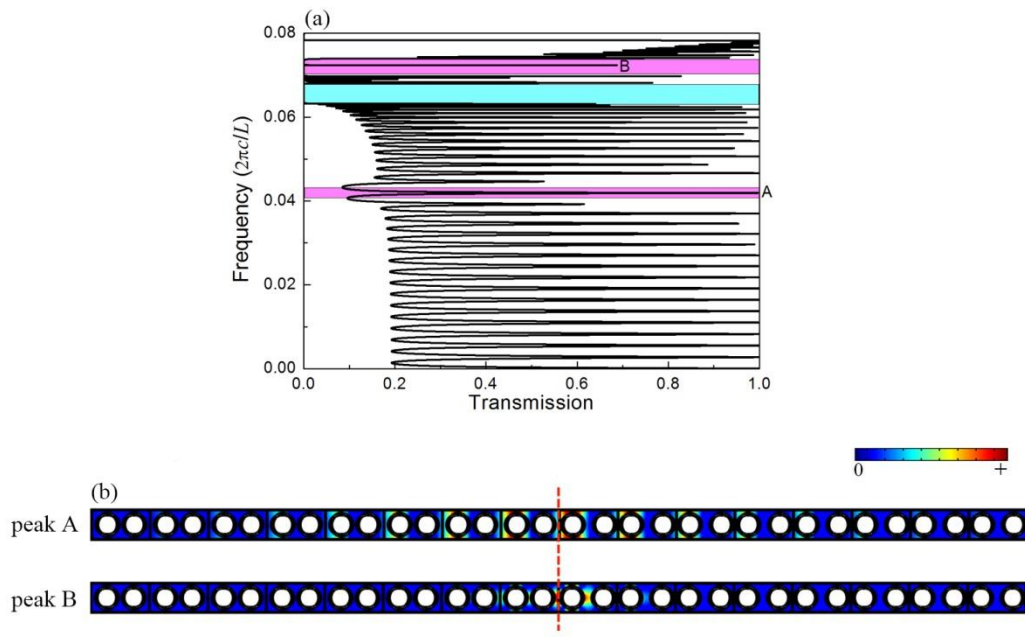 (a)
0.08
0.06
0.04
0.02
0.00
Frequency (2πc/L)
B
A
0.0 0.2 0.4 0.6 0.8 1.0
Transmission
0 +
(b)
peak A
peak B